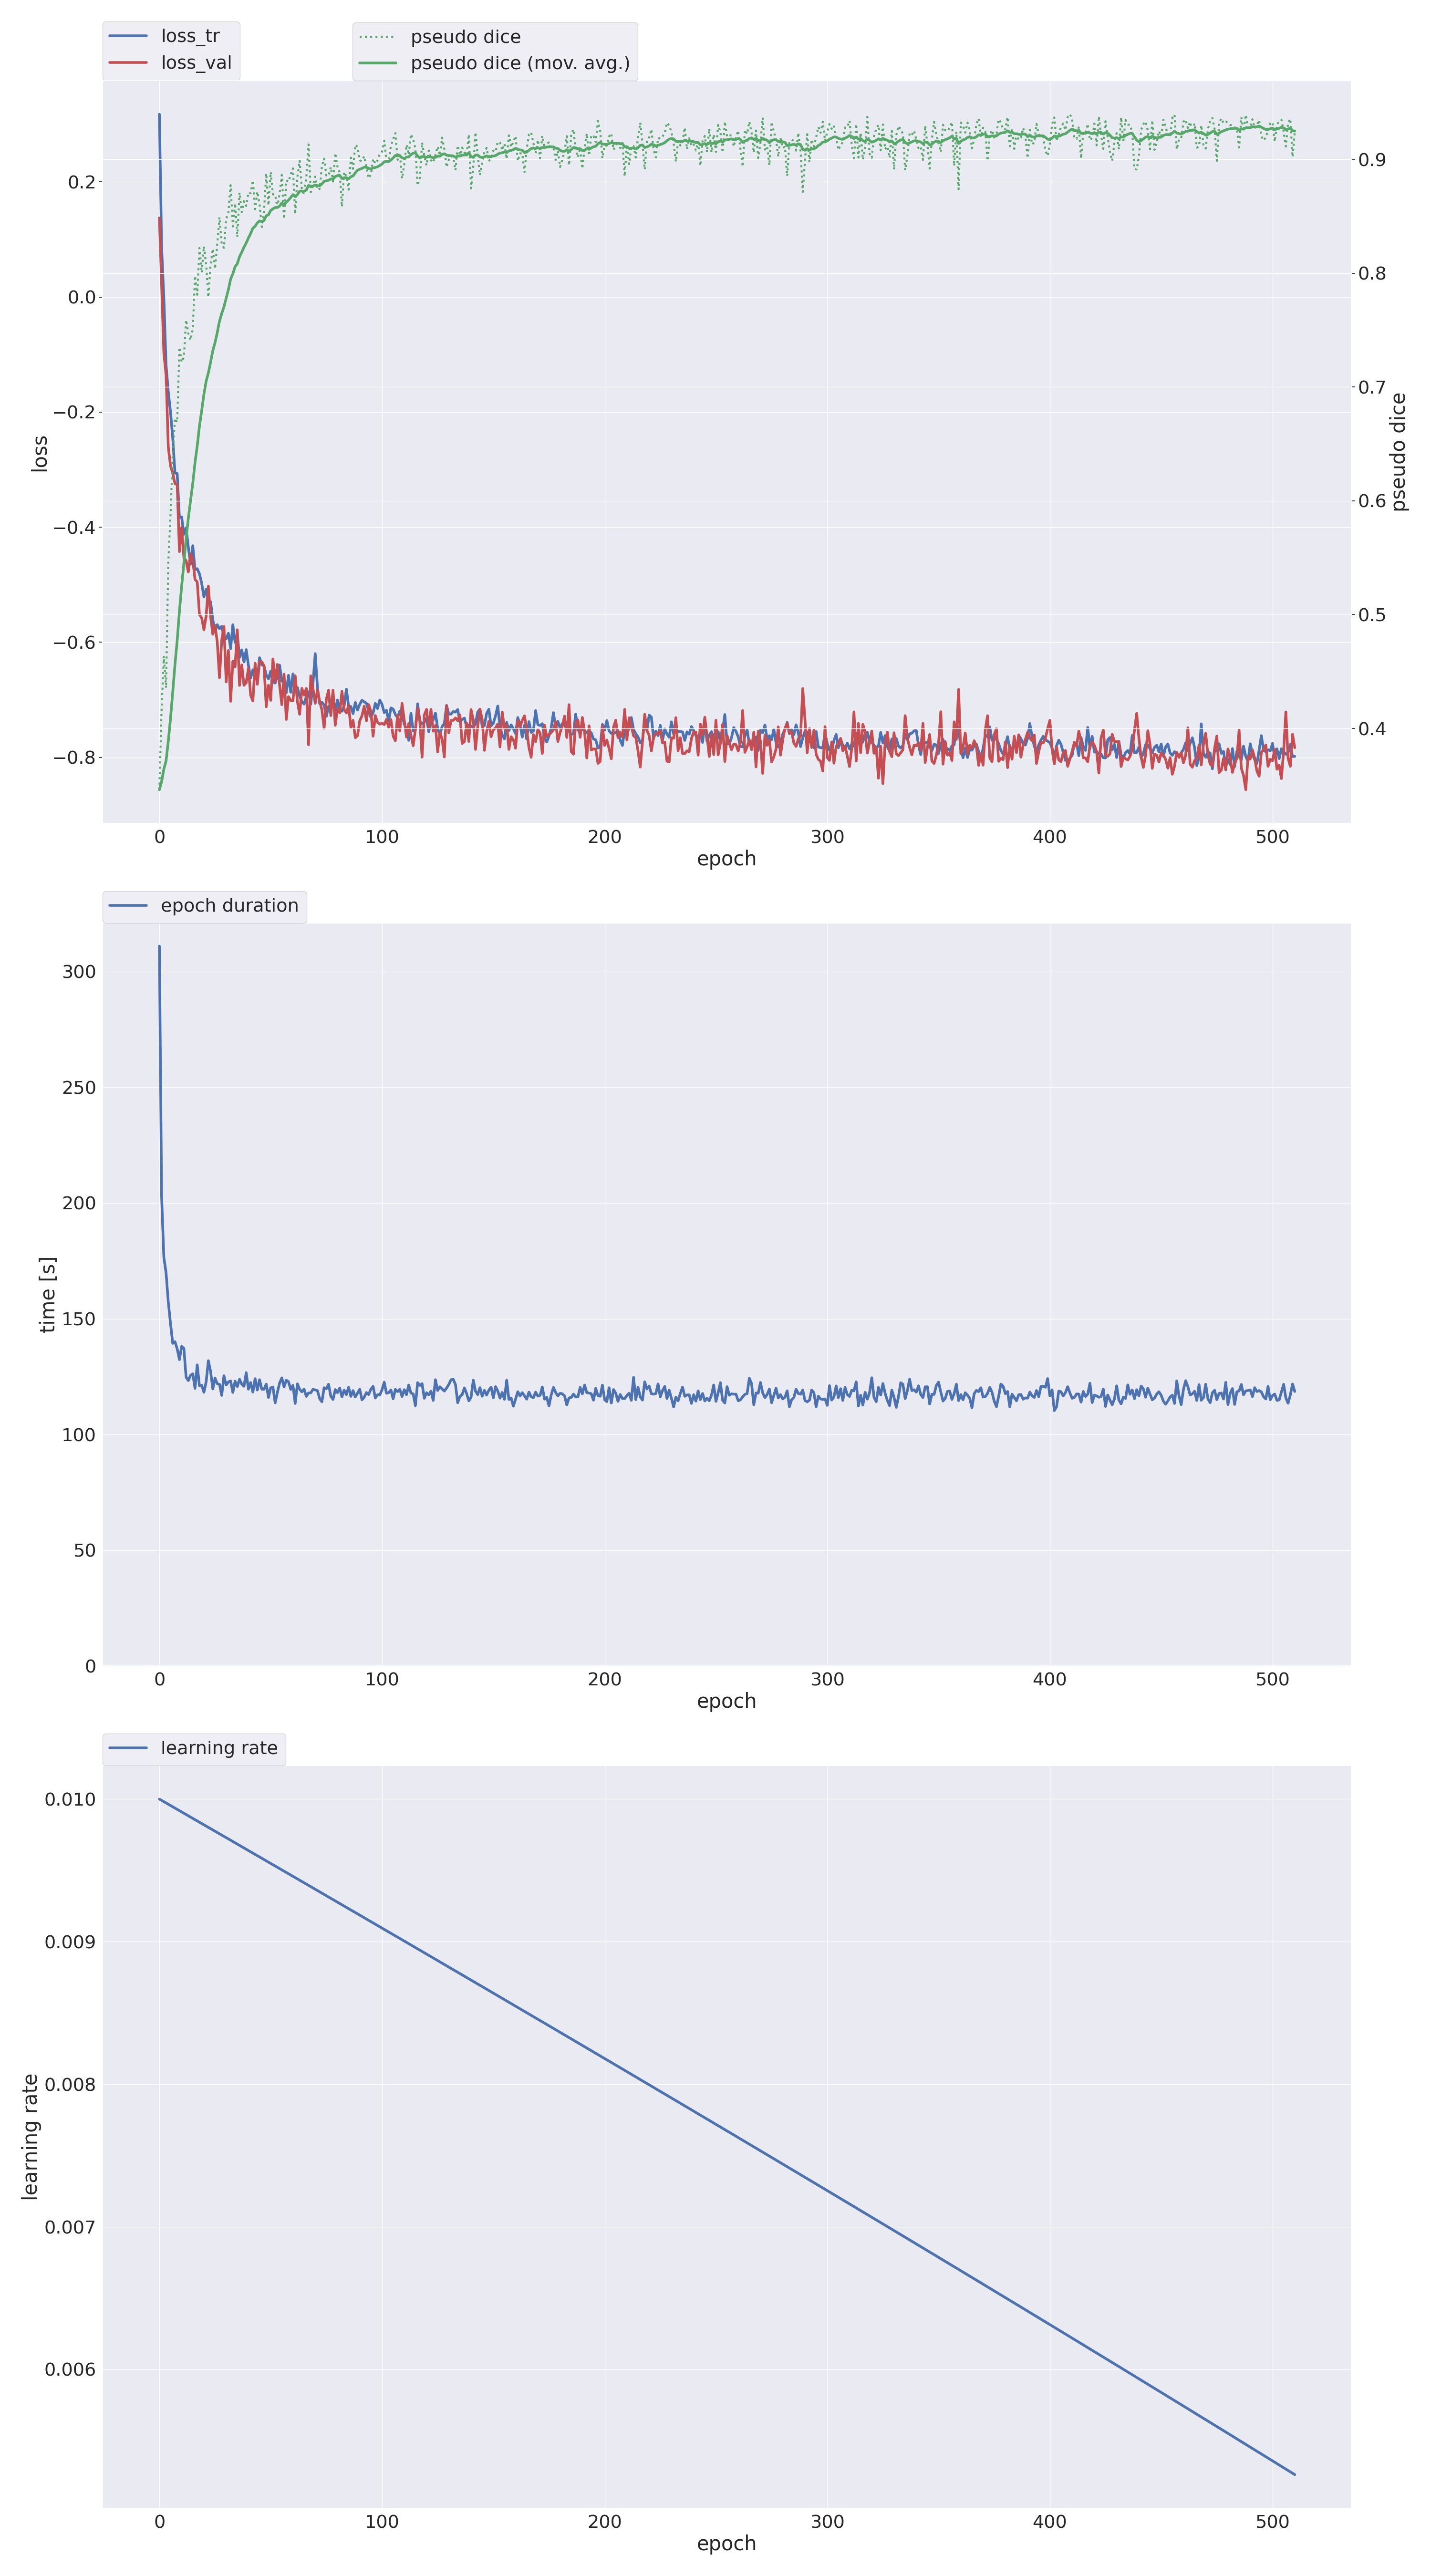 loss_tr
loss_val
pseudo dice
pseudo dice (mov. avg.)
0.2
0.0
−0.2
−0.4
−0.6
−0.8
loss
0.9
0.8
0.7
0.6
0.5
0.4
pseudo dice
0 100 200 300 400 500
epoch
epoch duration
300
250
200
150
100
50
0
time [s]
0 100 200 300 400 500
epoch
learning rate
0.010
0.009
0.008
0.007
0.006
learning rate
0 100 200 300 400 500
epoch